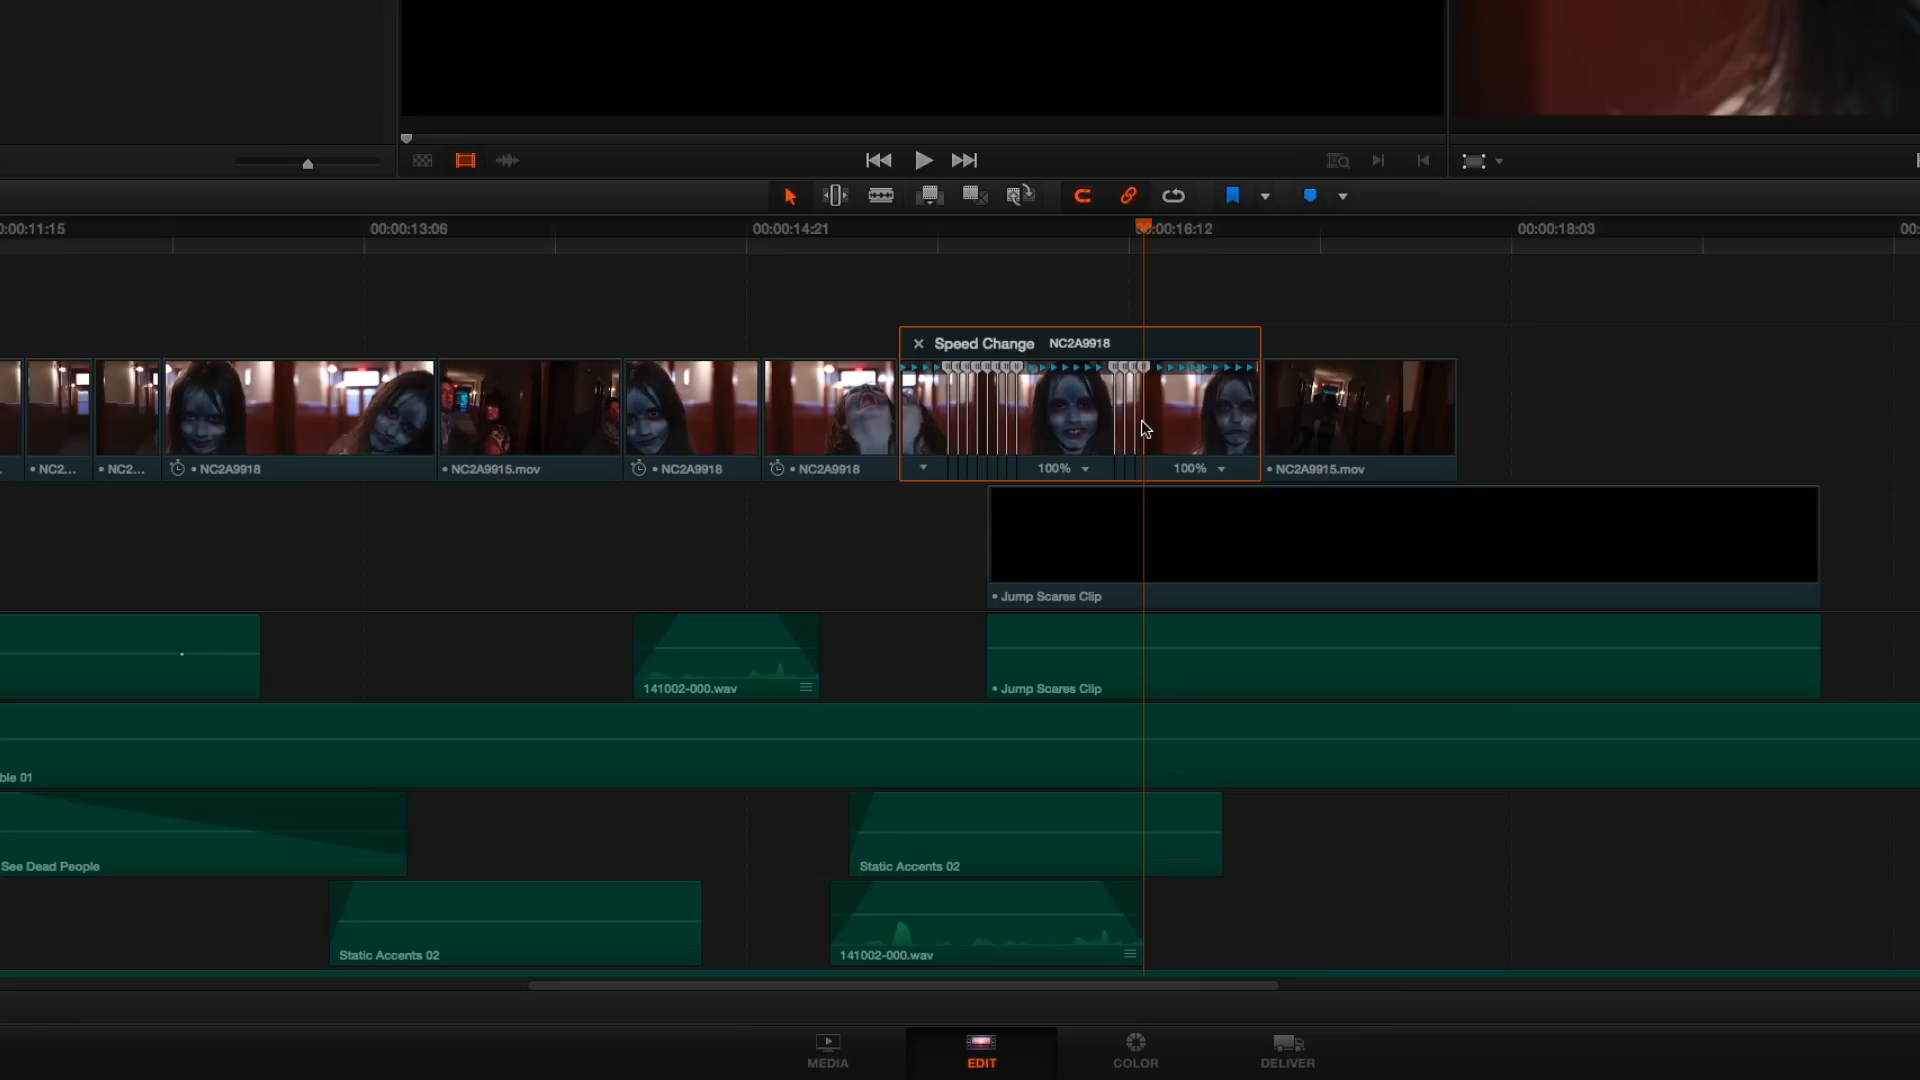 0:00:11:15
00:00:13:06
00:00:14:21
00:00:16:12
00:00:18:03
00:
Speed Change NC2A9918
• NC2...
• NC2...
• NC2A9918
• NC2A9915.mov
• NC2A9918
• NC2A9918
100%
100%
• NC2A9915.mov
• Jump Scares Clip
141002-000.wav
• Jump Scares Clip
ble 01
See Dead People
Static Accents 02
Static Accents 02
141002-000.wav
MEDIA
EDIT
COLOR
DELIVER